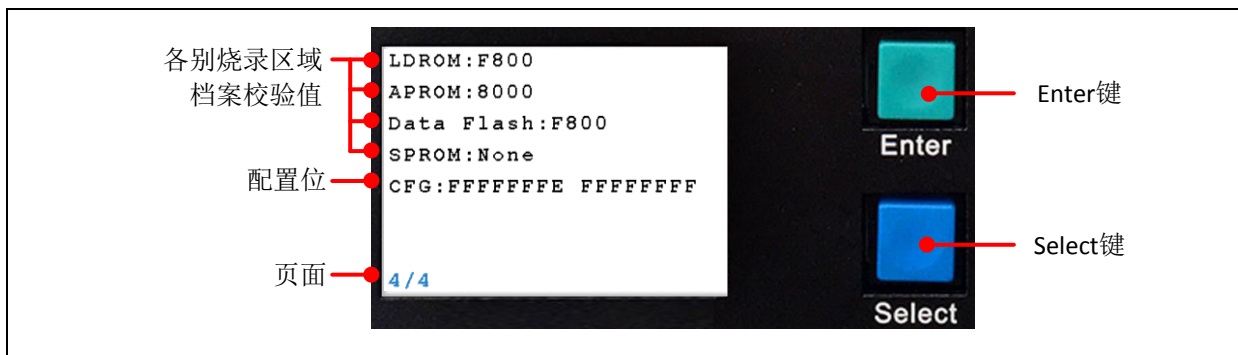 各别烧录区域
档案校验值
LDROM:F800
APROM:8000
Data Flash:F800
SPROM:None
配置位
CFG:FFFFFFFE FFFFFFFF
页面
4/4
Enter键
Enter
Select键
Select